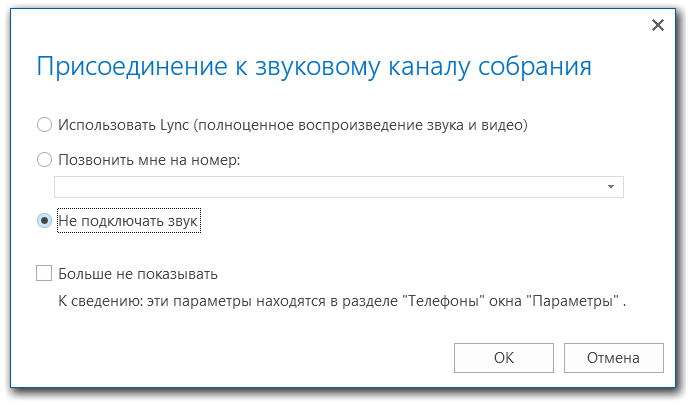 Присоединение к звуковому каналу собрания
Использовать Lync (полноценное воспроизведение звука и видео)
Позвонить мне на номер:
Не подключать звук
Больше не показывать
К сведению: эти параметры находятся в разделе "Телефоны" окна "Параметры" .
ОК Отмена